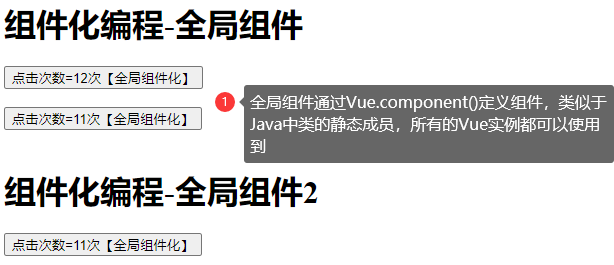 组件化编程-全局组件
点击次数=12次【全局组件化】
点击次数=11次【全局组件化】
1
全局组件通过Vue.component()定义组件，类似于
Java中类的静态成员，所有的Vue实例都可以使用
到
组件化编程-全局组件2
点击次数=11次【全局组件化】